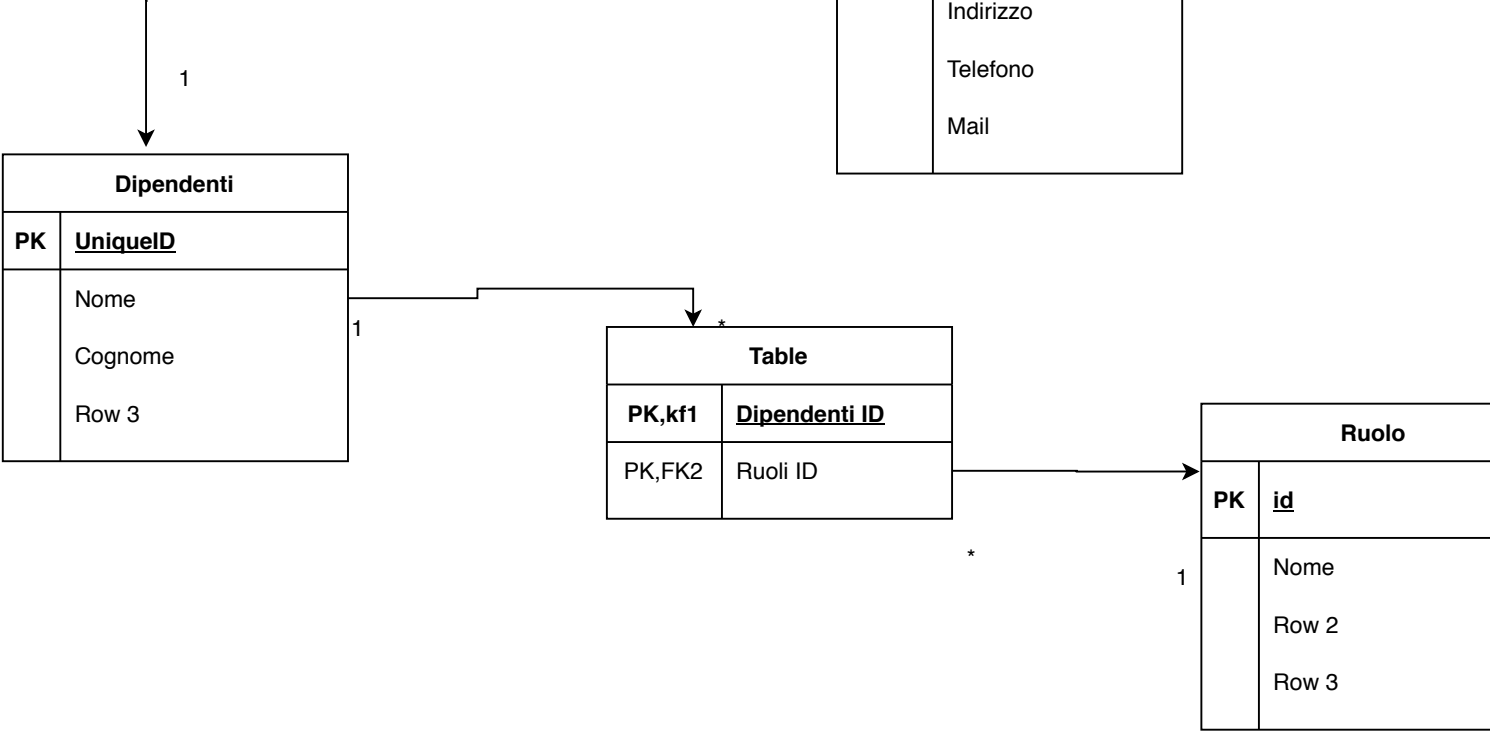 Indirizzo
Telefono
Mail
1
Dipendenti
PK UniqueID
Nome
Cognome
Row 3
1
*
Table
PK,kf1 Dipendenti ID
PK,FK2 Ruoli ID
*
1
Ruolo
PK id
Nome
Row 2
Row 3